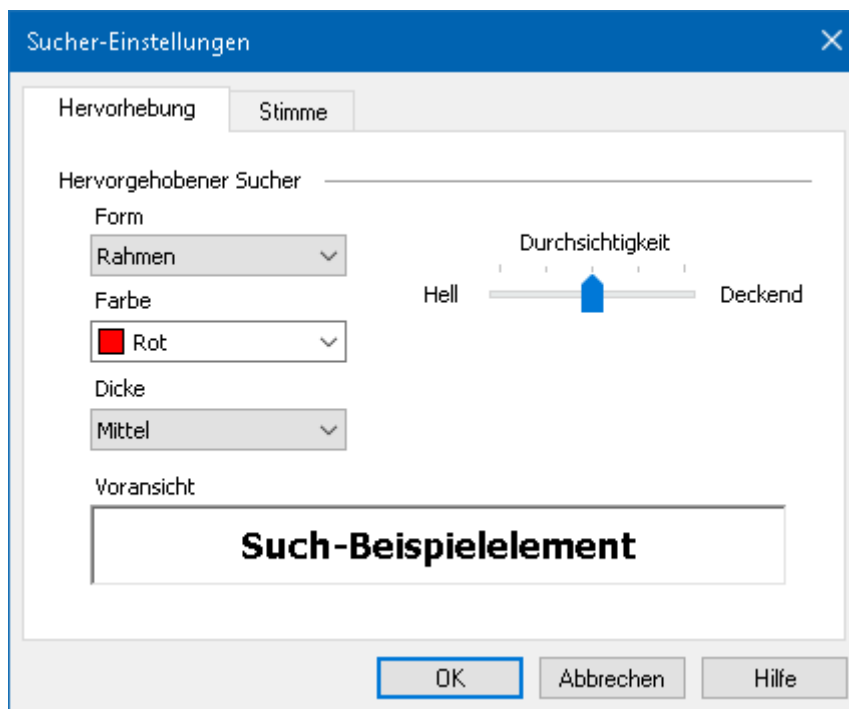 Sucher-Einstellungen
Hervorhebung
Stimme
Hervorgehobener Sucher
Form
Rahmen
Durchsichtigkeit
Hell
Deckend
Farbe
Rot
Dicke
Mittel
Voransicht
Such-Beispielelement
OK
Abbrechen
Hilfe